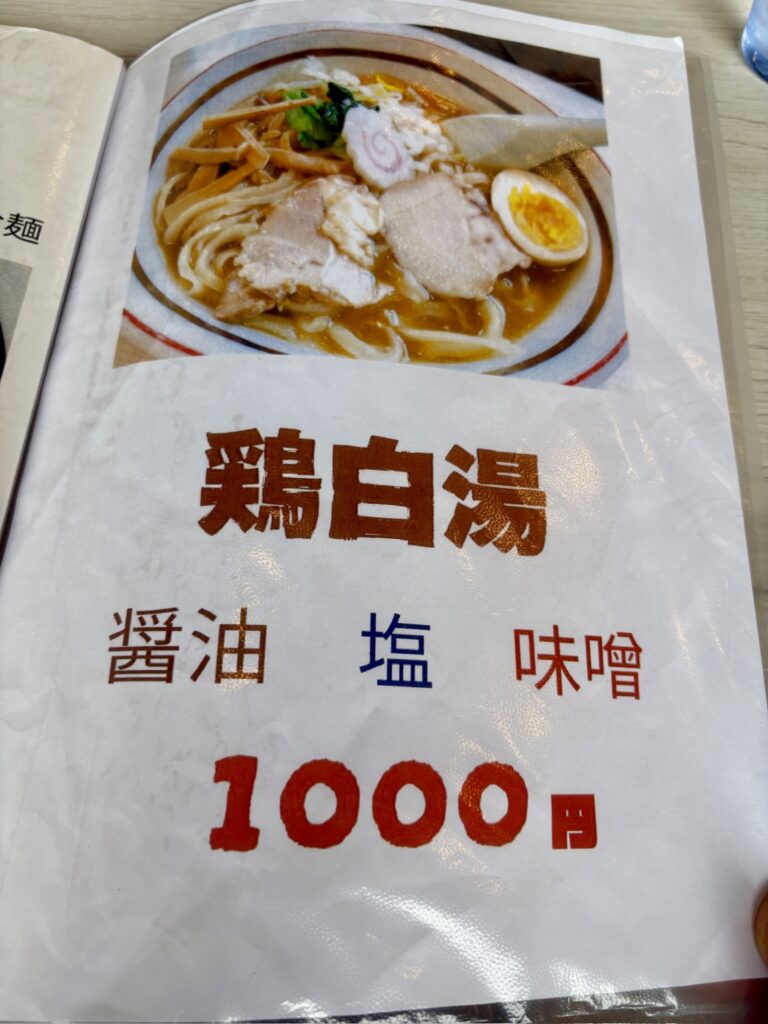 麺
鶏白湯
醤油 塩 味噌
1000円